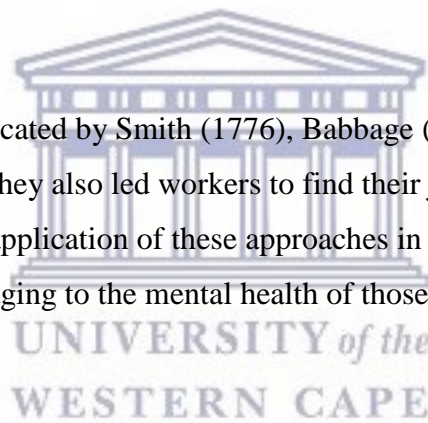 cated by Smith (1776), Babbage (
hey also led workers to find their
application of these approaches in
ging to the mental health of those
UNIVERSITY of the
WESTERN CAPE